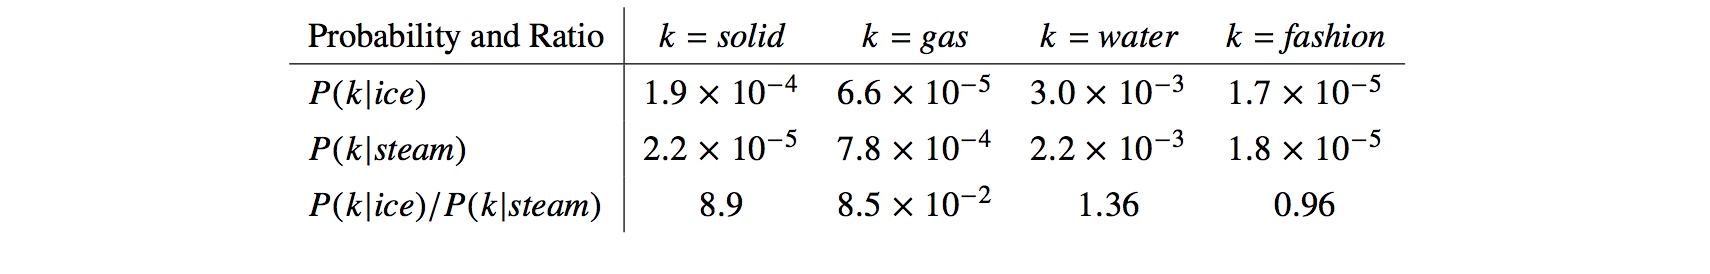 Probability and Ratio k = solid k = gas k = water k = fashion
P(k|ice) 1.9 × 10⁻⁴ 6.6 × 10⁻⁵ 3.0 × 10⁻³ 1.7 × 10⁻⁵
P(k|steam) 2.2 × 10⁻⁵ 7.8 × 10⁻⁴ 2.2 × 10⁻³ 1.8 × 10⁻⁵
P(k|ice)/P(k|steam) 8.9 8.5 × 10⁻² 1.36 0.96